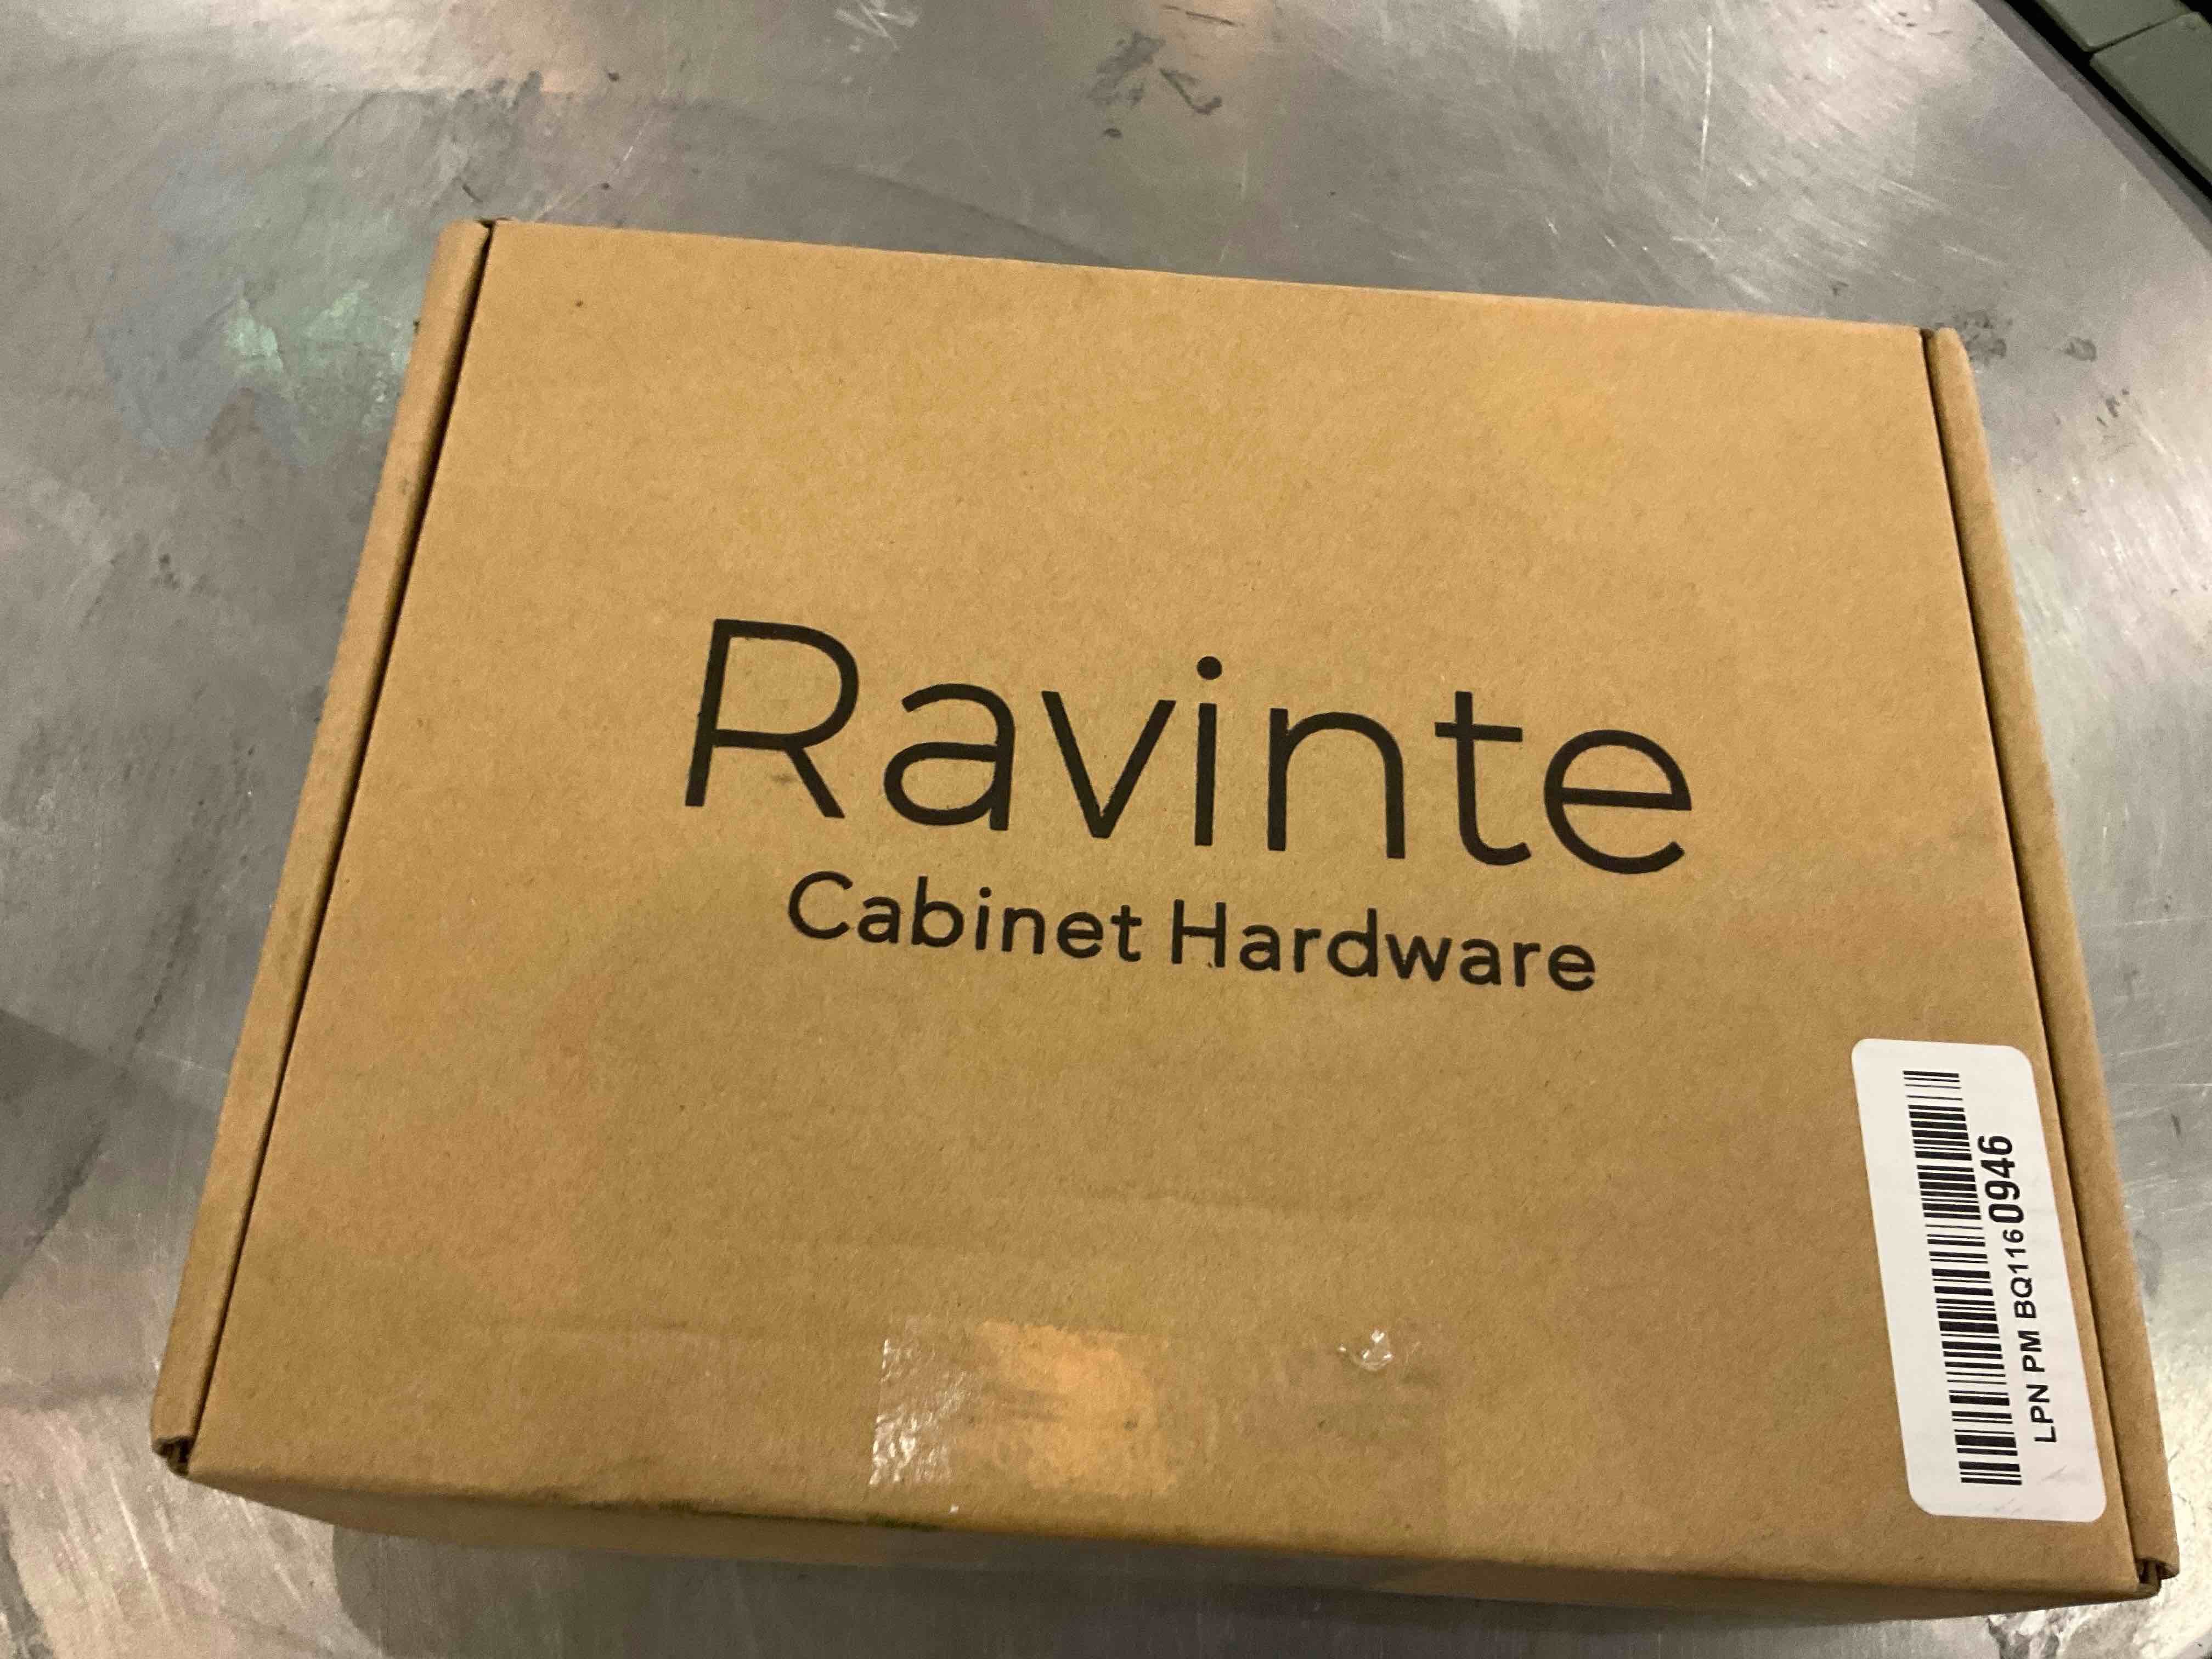 Ravinte
Cabinet Hardware
LPN PM BQ1160946